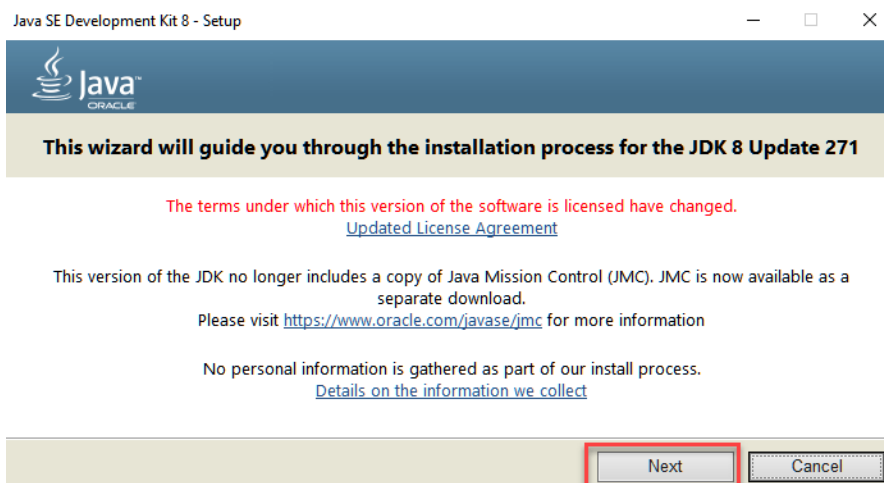 Java SE Development Kit 8 - Setup
Java™
ORACLE
This wizard will guide you through the installation process for the JDK 8 Update 271
The terms under which this version of the software is licensed have changed.
Updated License Agreement
This version of the JDK no longer includes a copy of Java Mission Control (JMC). JMC is now available as a
separate download.
Please visit https://www.oracle.com/javase/jmc for more information
No personal information is gathered as part of our install process.
Details on the information we collect
Next Cancel